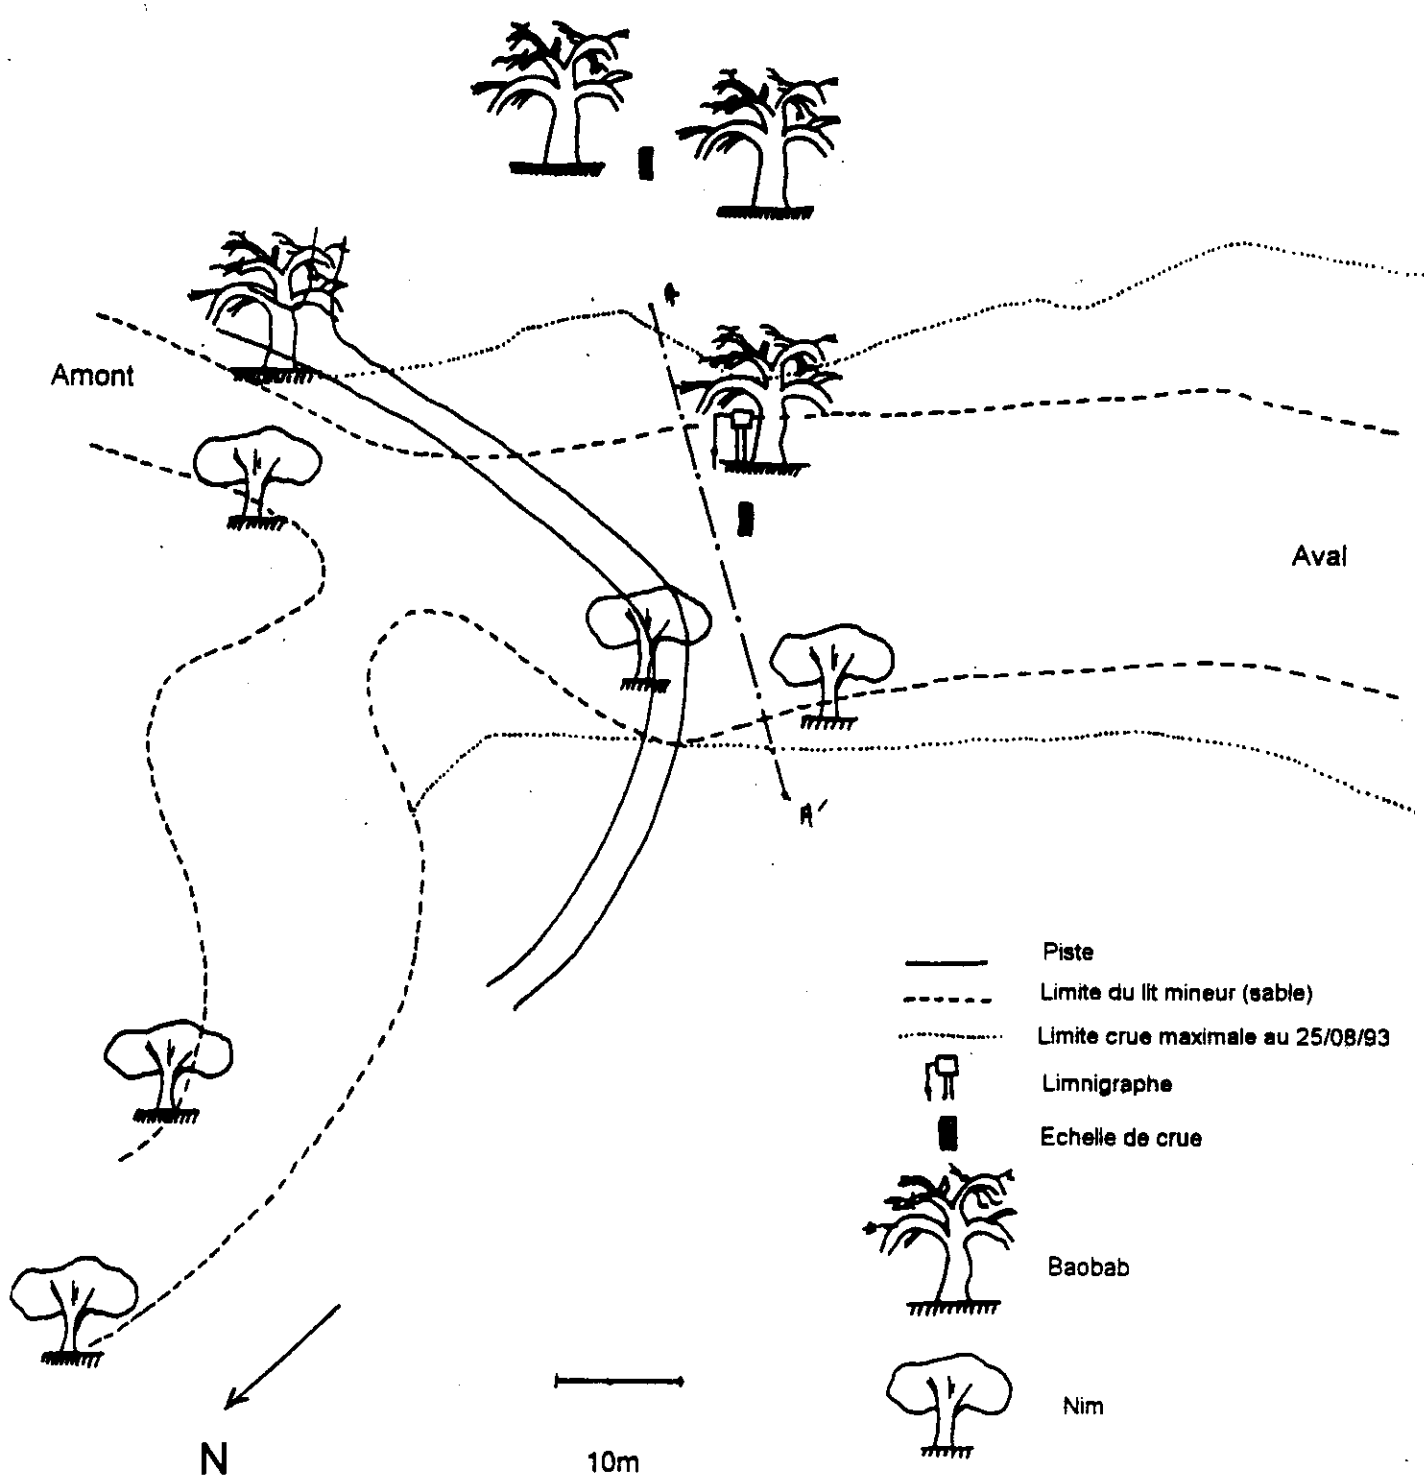 A
Amont
Aval
A'
Piste
Limite du lit mineur (sable)
Limite crue maximale au 25/08/93
Limnigraphe
Echelle de crue
Baobab
Nim
N
10m